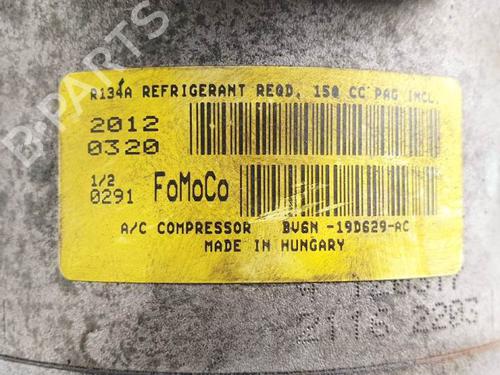 R134A REFRIGERANT REQD, 150 CC PAG INCL.
2012
0320
1/2
0291
FoMoCo
A/C COMPRESSOR BV6N -19D629-AC
MADE IN HUNGARY
2116 2203
B-PARTS